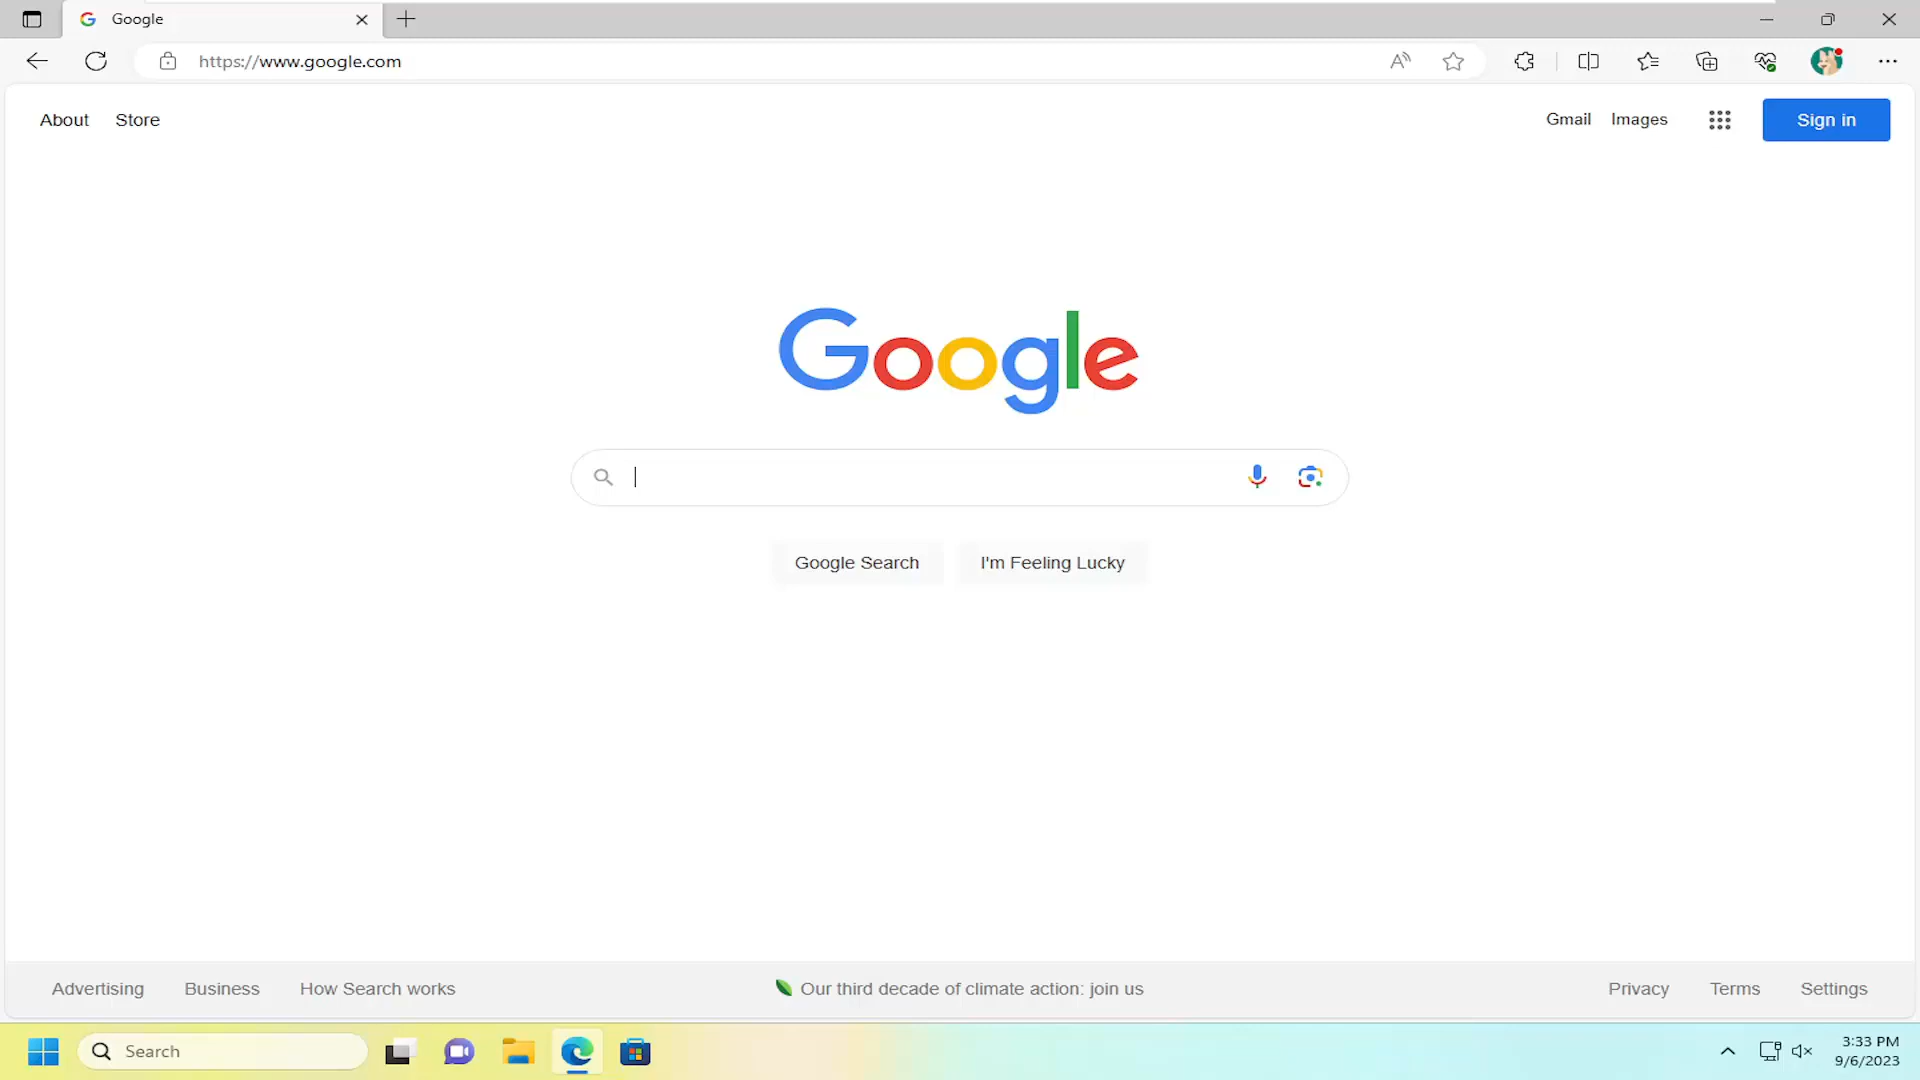 Google
https://www.google.com
About Store Gmail Images Sign in
Google
Google Search I'm Feeling Lucky
Advertising Business How Search works Our third decade of climate action: join us Privacy Terms Settings
Search 3:33 PM
9/6/2023